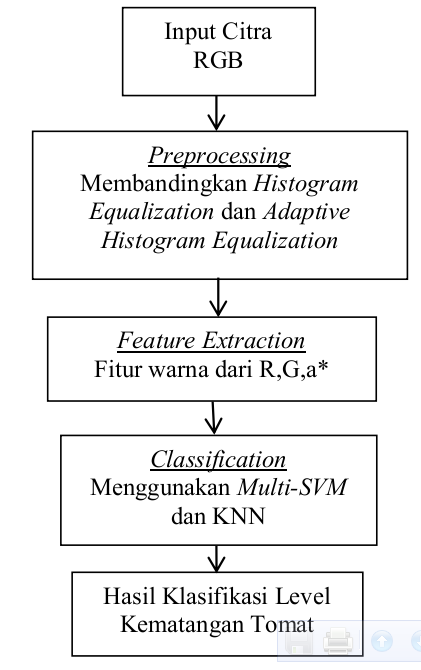 Input Citra
RGB
Preprocessing
Membandingkan Histogram
Equalization dan Adaptive
Histogram Equalization
Feature Extraction
Fitur warna dari R,G,a*
Classification
Menggunakan Multi-SVM
dan KNN
Hasil Klasifikasi Level
Kematangan Tomat